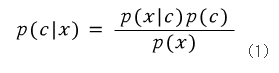 p(c|x) = p(x|c)p(c) / p(x) (1)